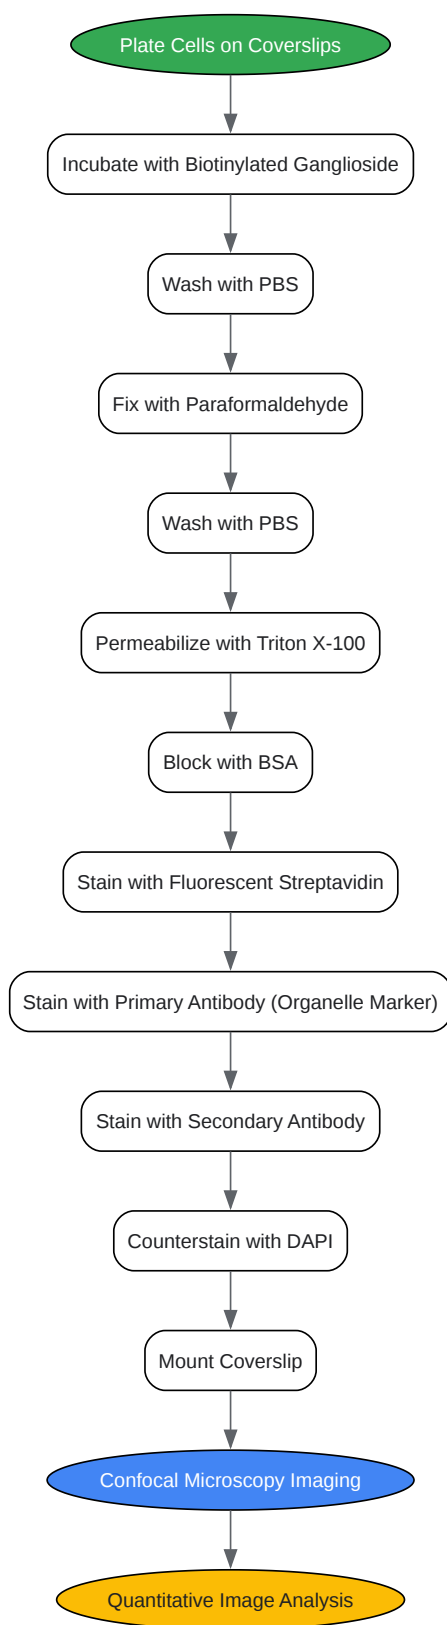 Plate Cells on Coverslips
Incubate with Biotinylated Ganglioside
Wash with PBS
Fix with Paraformaldehyde
Wash with PBS
Permeabilize with Triton X-100
Block with BSA
Stain with Fluorescent Streptavidin
Stain with Primary Antibody (Organelle Marker)
Stain with Secondary Antibody
Counterstain with DAPI
Mount Coverslip
Confocal Microscopy Imaging
Quantitative Image Analysis